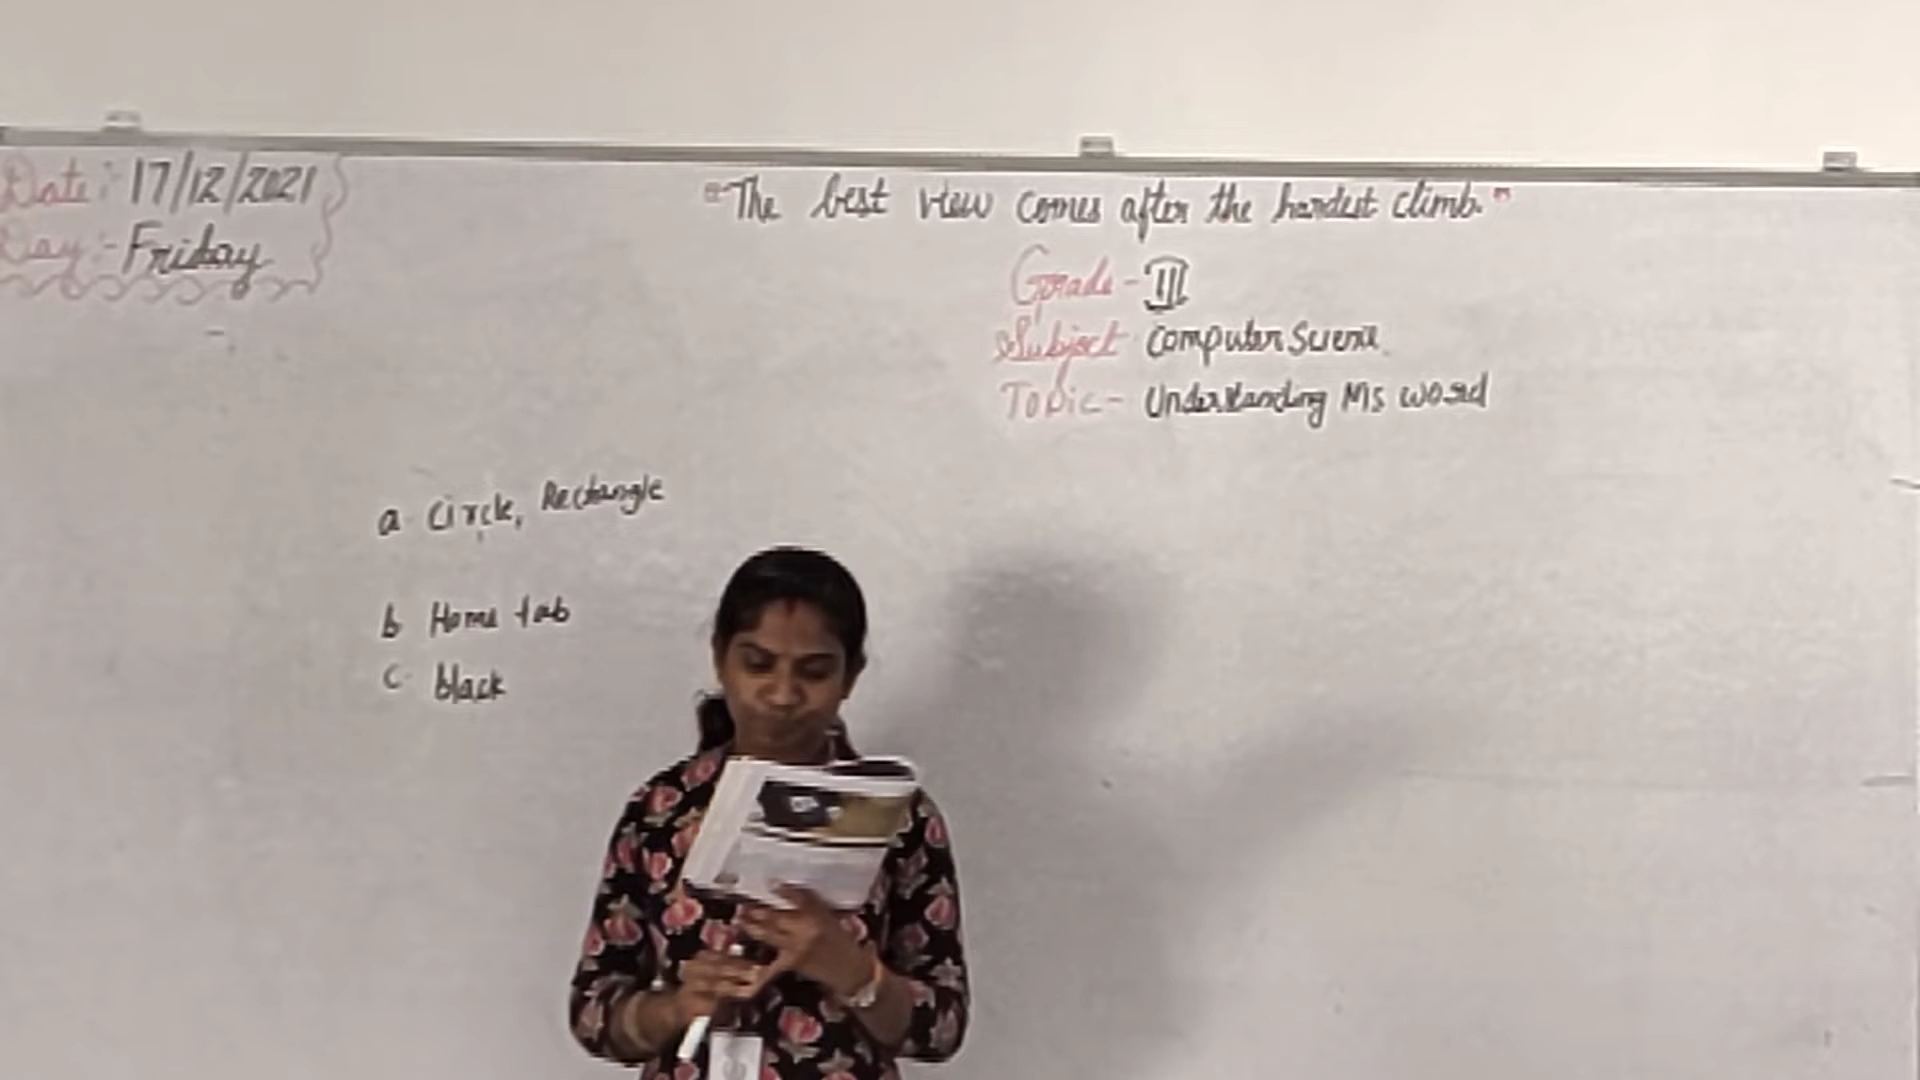 Date:- 17/12/2021
Day:- Friday
"The best view comes after the hardest climb."
Grade - III
Subject Computer Science.
Topic - Understanding Ms word
a. Circle, Rectangle
b Home tab
c. black